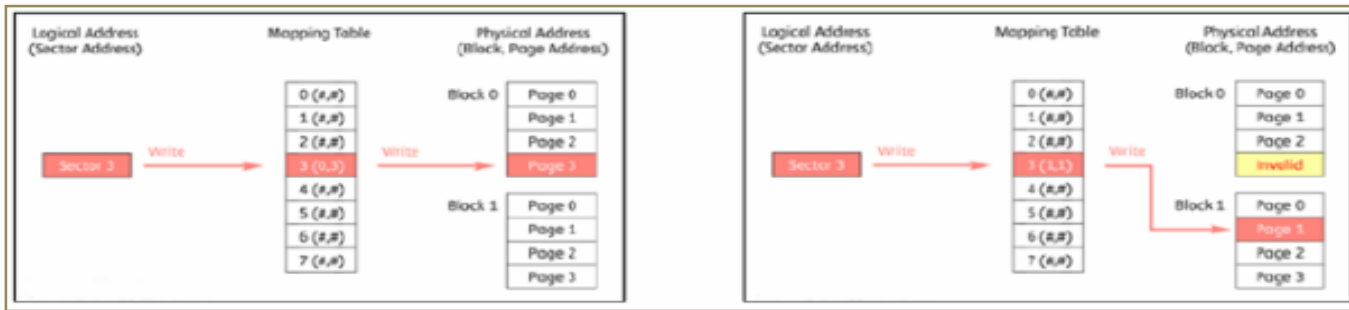 Logical Address
(Sector Address)
Mapping Table
Physical Address
(Block, Page Address)
0 (#,#)
1 (#,#)
2 (#,#)
3 (0,3)
4 (#,#)
5 (#,#)
6 (#,#)
7 (#,#)
Sector 3
Write
Write
Block 0
Page 0
Page 1
Page 2
Page 3
Block 1
Page 0
Page 1
Page 2
Page 3
Logical Address
(Sector Address)
Mapping Table
Physical Address
(Block, Page Address)
0 (#,#)
1 (#,#)
2 (#,#)
3 (1,1)
4 (#,#)
5 (#,#)
6 (#,#)
7 (#,#)
Sector 3
Write
Write
Block 0
Page 0
Page 1
Page 2
Invalid
Block 1
Page 0
Page 1
Page 2
Page 3